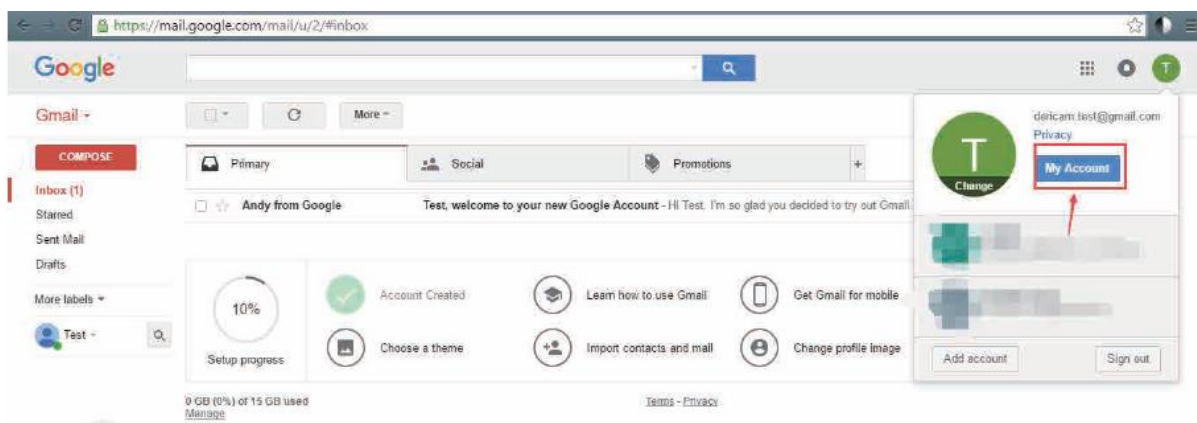 https://mail.google.com/mail/u/2/#inbox
Google
T
Gmail
More
dericam.test@gmail.com
Privacy
COMPOSE
Primary
Social
Promotions
+
T
Change
My Account
Inbox (1)
Andy from Google Test, welcome to your new Google Account - Hi Test I'm so glad you decided to try out Gmail
Starred
Sent Mail
Drafts
More labels
10%
Account Created
Learn how to use Gmail
Get Gmail for mobile
Test
Setup progress
Choose a theme
Import contacts and mail
Change profile image
Add account
Sign out
0 GB (0%) of 15 GB used
Manage
Terms - Privacy